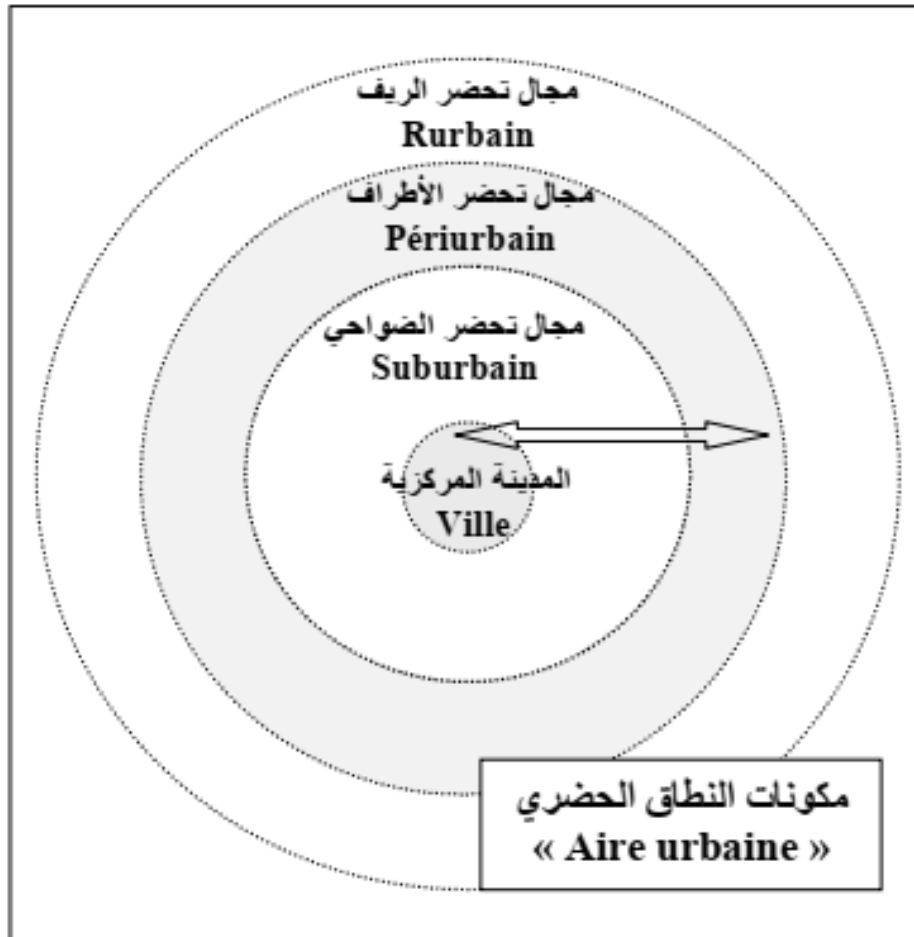 مجال تحضر الريف
Rurbain
مجال تحضر الأطراف
Périurbain
مجال تحضر الضواحي
Suburbain
المدينة المركزية
Ville
مكونات النطاق الحضري
« Aire urbaine »